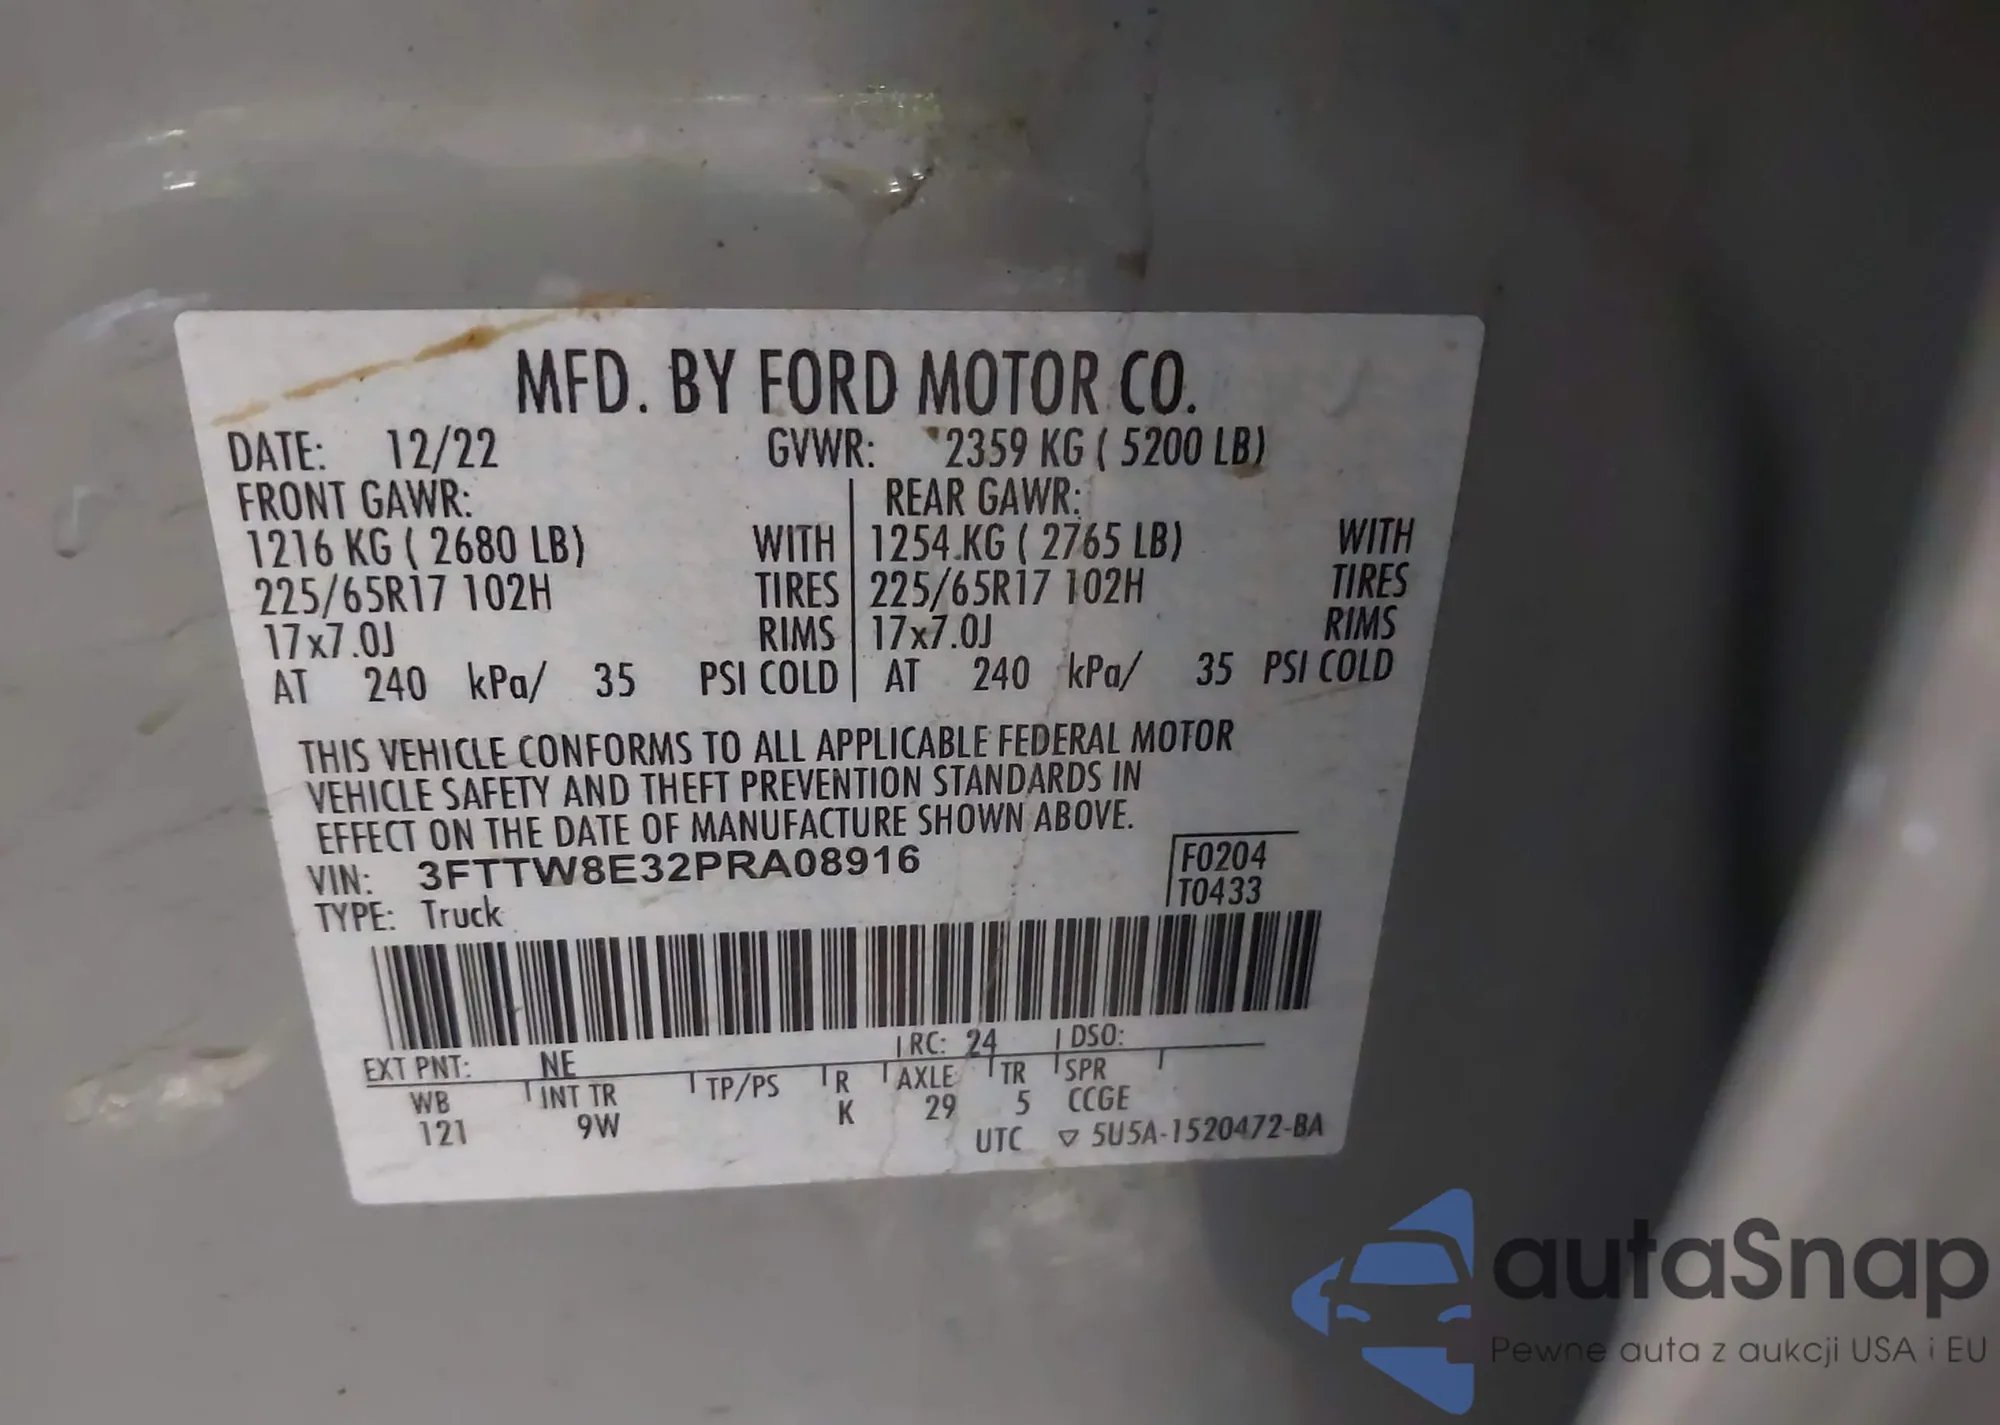 MFD. BY FORD MOTOR CO.
DATE: 12/22 GVWR: 2359 KG ( 5200 LB)
FRONT GAWR: REAR GAWR:
1216 KG ( 2680 LB) WITH 1254 KG ( 2765 LB) WITH
225/65R17 102H TIRES 225/65R17 102H TIRES
17x7.0J RIMS 17x7.0J RIMS
AT 240 kPa/ 35 PSI COLD AT 240 kPa/ 35 PSI COLD
THIS VEHICLE CONFORMS TO ALL APPLICABLE FEDERAL MOTOR
VEHICLE SAFETY AND THEFT PREVENTION STANDARDS IN
EFFECT ON THE DATE OF MANUFACTURE SHOWN ABOVE.
VIN: 3FTTW8E32PRA08916 F0204
TYPE: Truck T0433
EXT PNT: NE RC: 24 DSO:
WB INT TR TP/PS R AXLE TR SPR
121 9W K 29 5 CCGE
UTC ▽ 5U5A-1520472-BA
autaSnap
Pewne auta z aukcji USA i EU